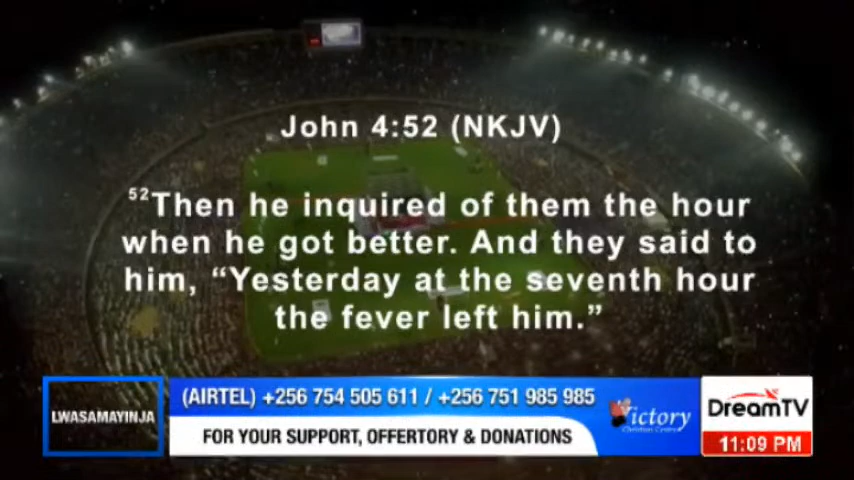 John 4:52 (NKJV)
52Then he inquired of them the hour
when he got better. And they said to
him, “Yesterday at the seventh hour
the fever left him.”
LWASAMAYINJA
(AIRTEL) +256 754 505 611 / +256 751 985 985
FOR YOUR SUPPORT, OFFERTORY & DONATIONS
Victory
Christian Centre
DreamTV
11:09 PM